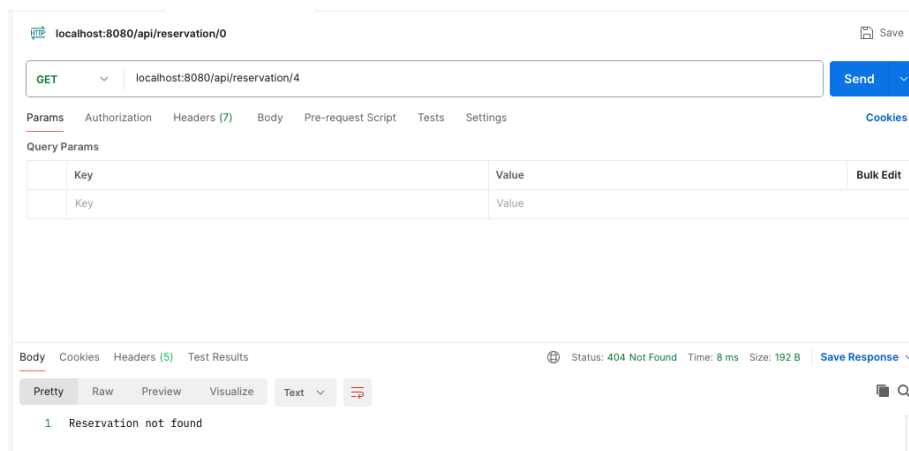 HTTP localhost:8080/api/reservation/0 Save
GET localhost:8080/api/reservation/4 Send
Params Authorization Headers (7) Body Pre-request Script Tests Settings Cookies
Query Params
Key Value Bulk Edit
Key Value
Body Cookies Headers (5) Test Results Status: 404 Not Found Time: 8 ms Size: 192 B Save Response
Pretty Raw Preview Visualize Text
1 Reservation not found